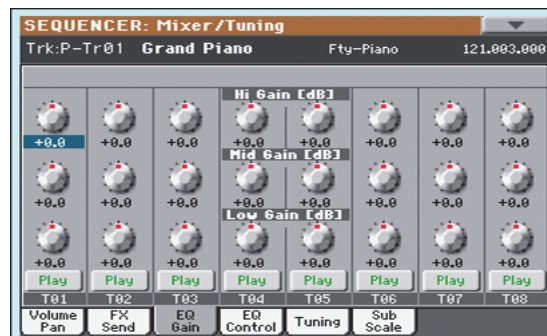 SEQUENCER: Mixer/Tuning
Trk:P-Tr01 Grand Piano Fty-Piano 121.003.000
Hi Gain [dB]
+0.0 +0.0 +0.0 +0.0 +0.0 +0.0 +0.0 +0.0
Mid Gain [dB]
+0.0 +0.0 +0.0 +0.0 +0.0 +0.0 +0.0 +0.0
Low Gain [dB]
+0.0 +0.0 +0.0 +0.0 +0.0 +0.0 +0.0 +0.0
Play Play Play Play Play Play Play Play
T01 T02 T03 T04 T05 T06 T07 T08
Volume Pan FX Send EQ Gain EQ Control Tuning Sub Scale